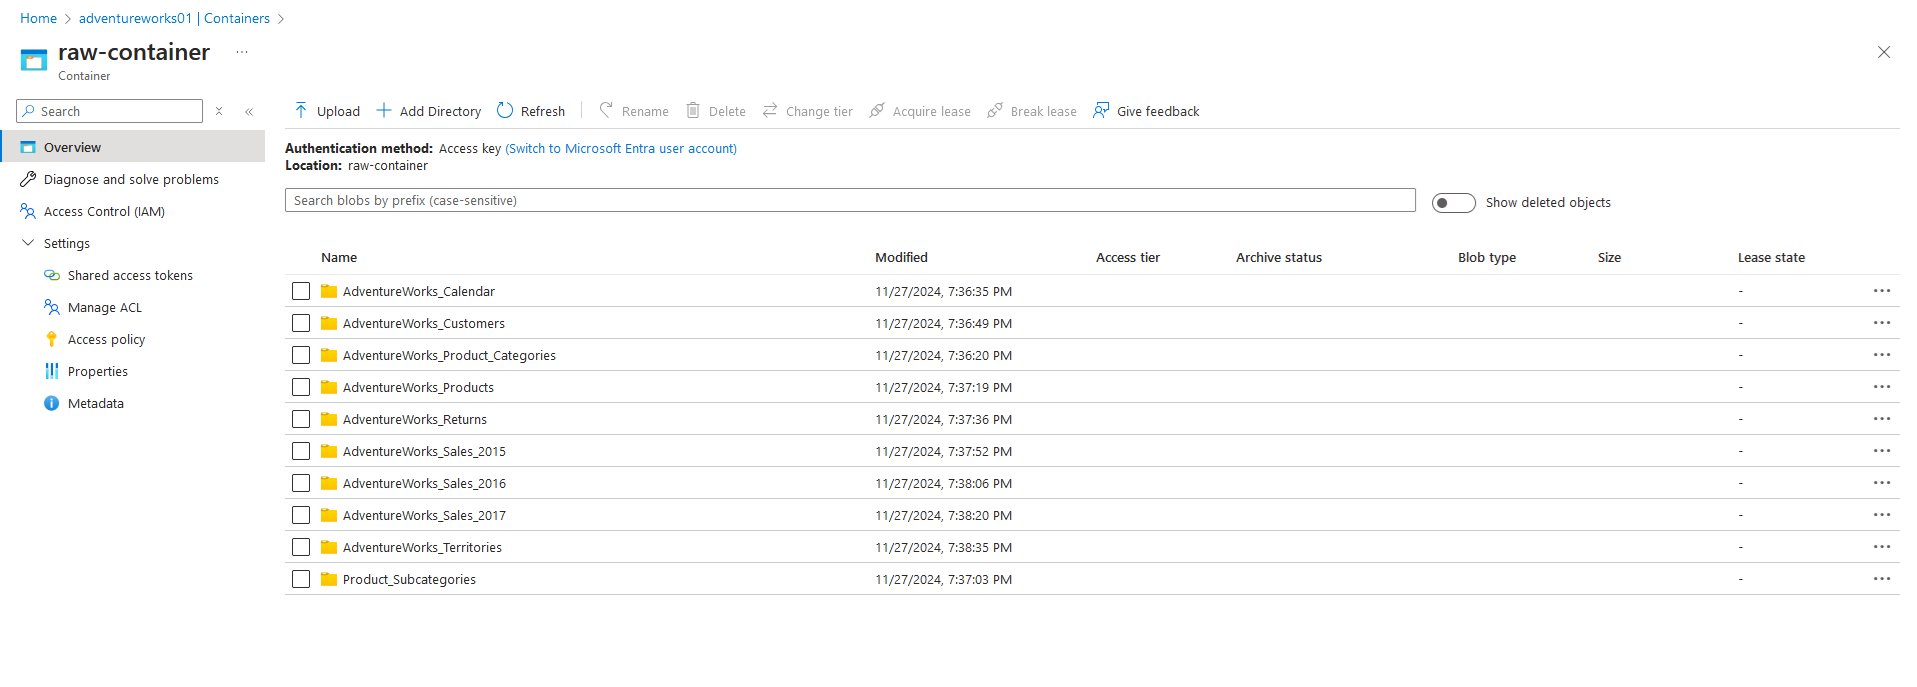 Home > adventureworks01 | Containers >
raw-container ...
Container
Search
Overview
Diagnose and solve problems
Access Control (IAM)
Settings
Shared access tokens
Manage ACL
Access policy
Properties
Metadata
Upload Add Directory Refresh Rename Delete Change tier Acquire lease Break lease Give feedback
Authentication method: Access key (Switch to Microsoft Entra user account)
Location: raw-container
Search blobs by prefix (case-sensitive) Show deleted objects
Name Modified Access tier Archive status Blob type Size Lease state
AdventureWorks_Calendar 11/27/2024, 7:36:35 PM - ...
AdventureWorks_Customers 11/27/2024, 7:36:49 PM - ...
AdventureWorks_Product_Categories 11/27/2024, 7:36:20 PM - ...
AdventureWorks_Products 11/27/2024, 7:37:19 PM - ...
AdventureWorks_Returns 11/27/2024, 7:37:36 PM - ...
AdventureWorks_Sales_2015 11/27/2024, 7:37:52 PM - ...
AdventureWorks_Sales_2016 11/27/2024, 7:38:06 PM - ...
AdventureWorks_Sales_2017 11/27/2024, 7:38:20 PM - ...
AdventureWorks_Territories 11/27/2024, 7:38:35 PM - ...
Product_Subcategories 11/27/2024, 7:37:03 PM - ...